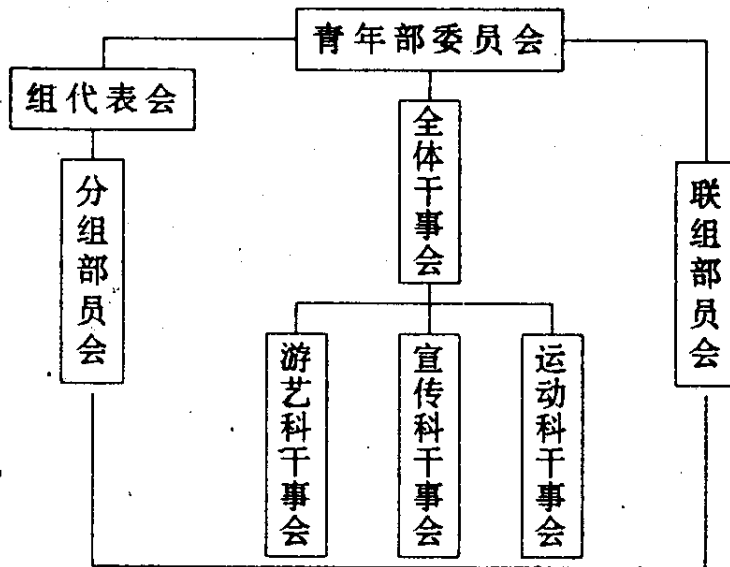 青年部委员会
组代表会
全体干事会
分组部员会
联组部员会
游艺科干事会
宣传科干事会
运动科干事会